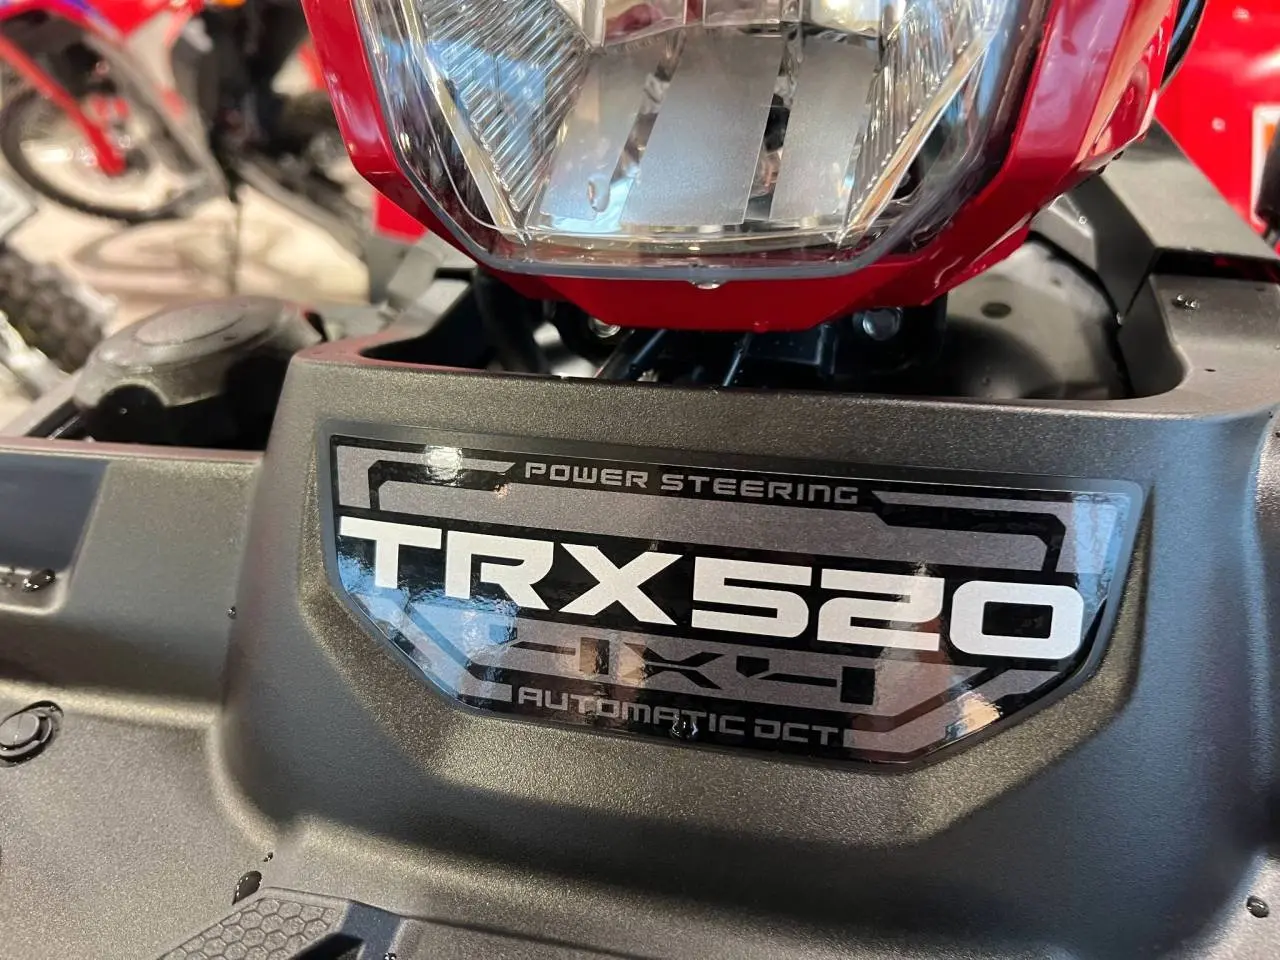 POWER STEERING
TRX520
4x4
AUTOMATIC DCT